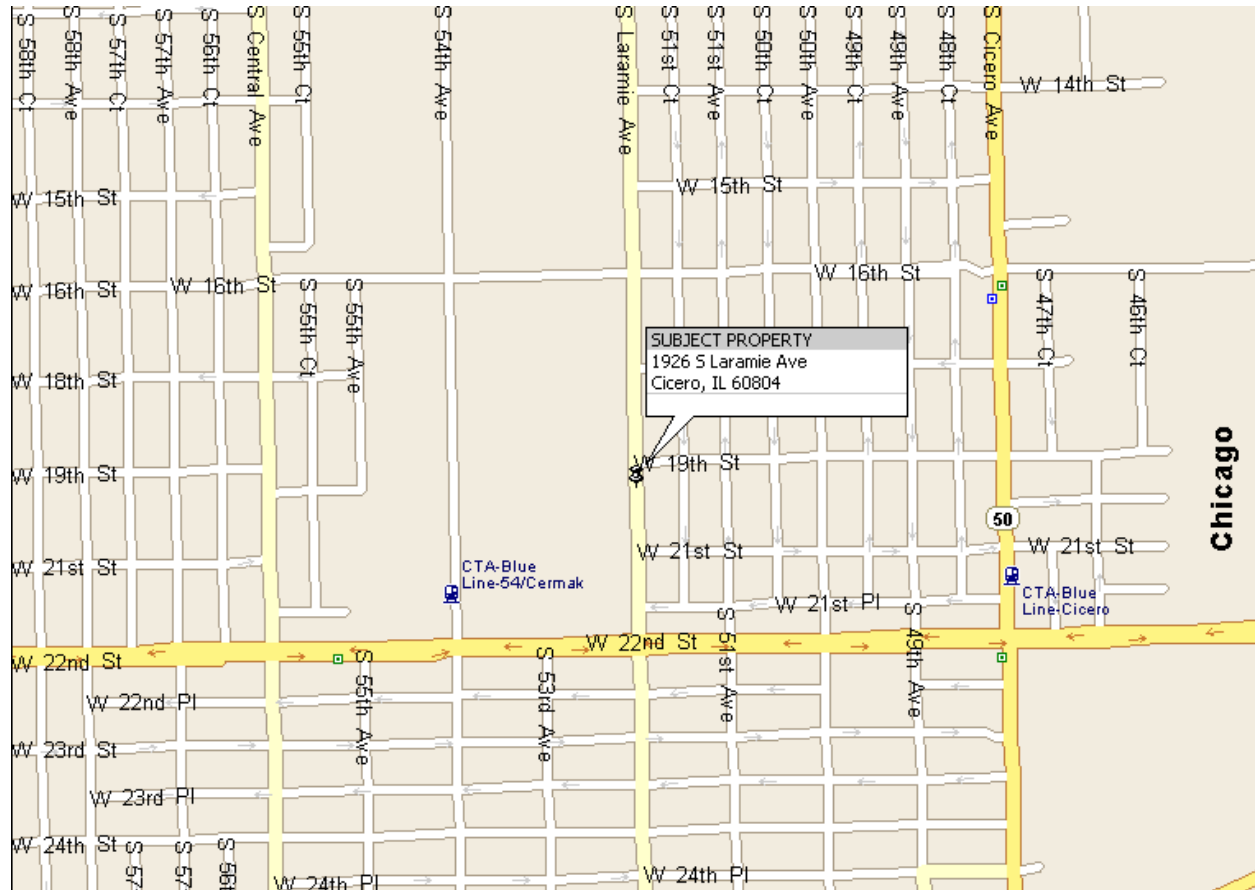 S 58th Ct
S 58th Ave
S 57th Ct
S 57th Ave
S 56th Ct
S Central Ave
S 55th Ct
S 54th Ave
S Laramie Ave
S 51st Ct
S 51st Ave
S 50th Ct
S 50th Ave
S 49th Ct
S 49th Ave
S 48th Ct
S Cicero Ave
W 14th St
W 15th St
W 15th St
W 16th St
W 16th St
W 16th St
S 55th Ct
S 55th Ave
S 47th Ct
S 46th Ct
SUBJECT PROPERTY
1926 S Laramie Ave
Cicero, IL 60804
W 18th St
W 19th St
W 19th St
Chicago
50
W 21st St
W 21st St
W 21st St
CTA-Blue
Line-54/Cermak
CTA-Blue
Line-Cicero
W 21st Pl
W 22nd St
W 22nd St
S 55th Ave
S 53rd Ave
S 51st Ave
S 49th Ave
W 22nd Pl
W 23rd St
W 23rd Pl
W 24th St
S 57
S 57
S 56
W 24th Pl
W 24th Pl